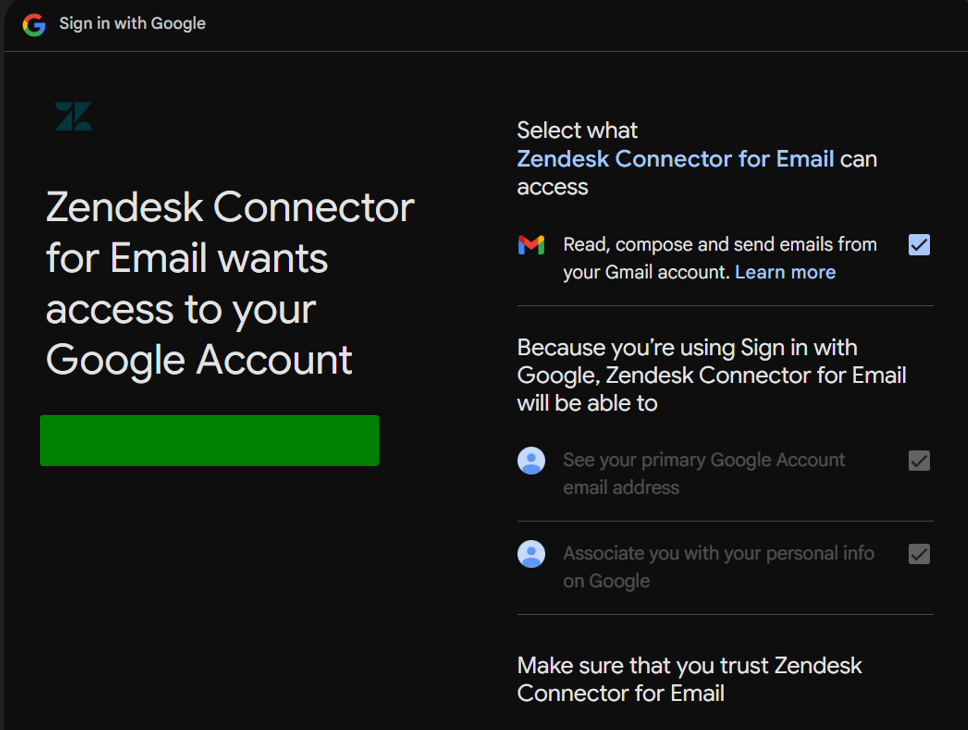 Sign in with Google
Zendesk Connector
for Email wants
access to your
Google Account
Select what
Zendesk Connector for Email can
access
Read, compose and send emails from
your Gmail account. Learn more
Because you’re using Sign in with
Google, Zendesk Connector for Email
will be able to
See your primary Google Account
email address
Associate you with your personal info
on Google
Make sure that you trust Zendesk
Connector for Email